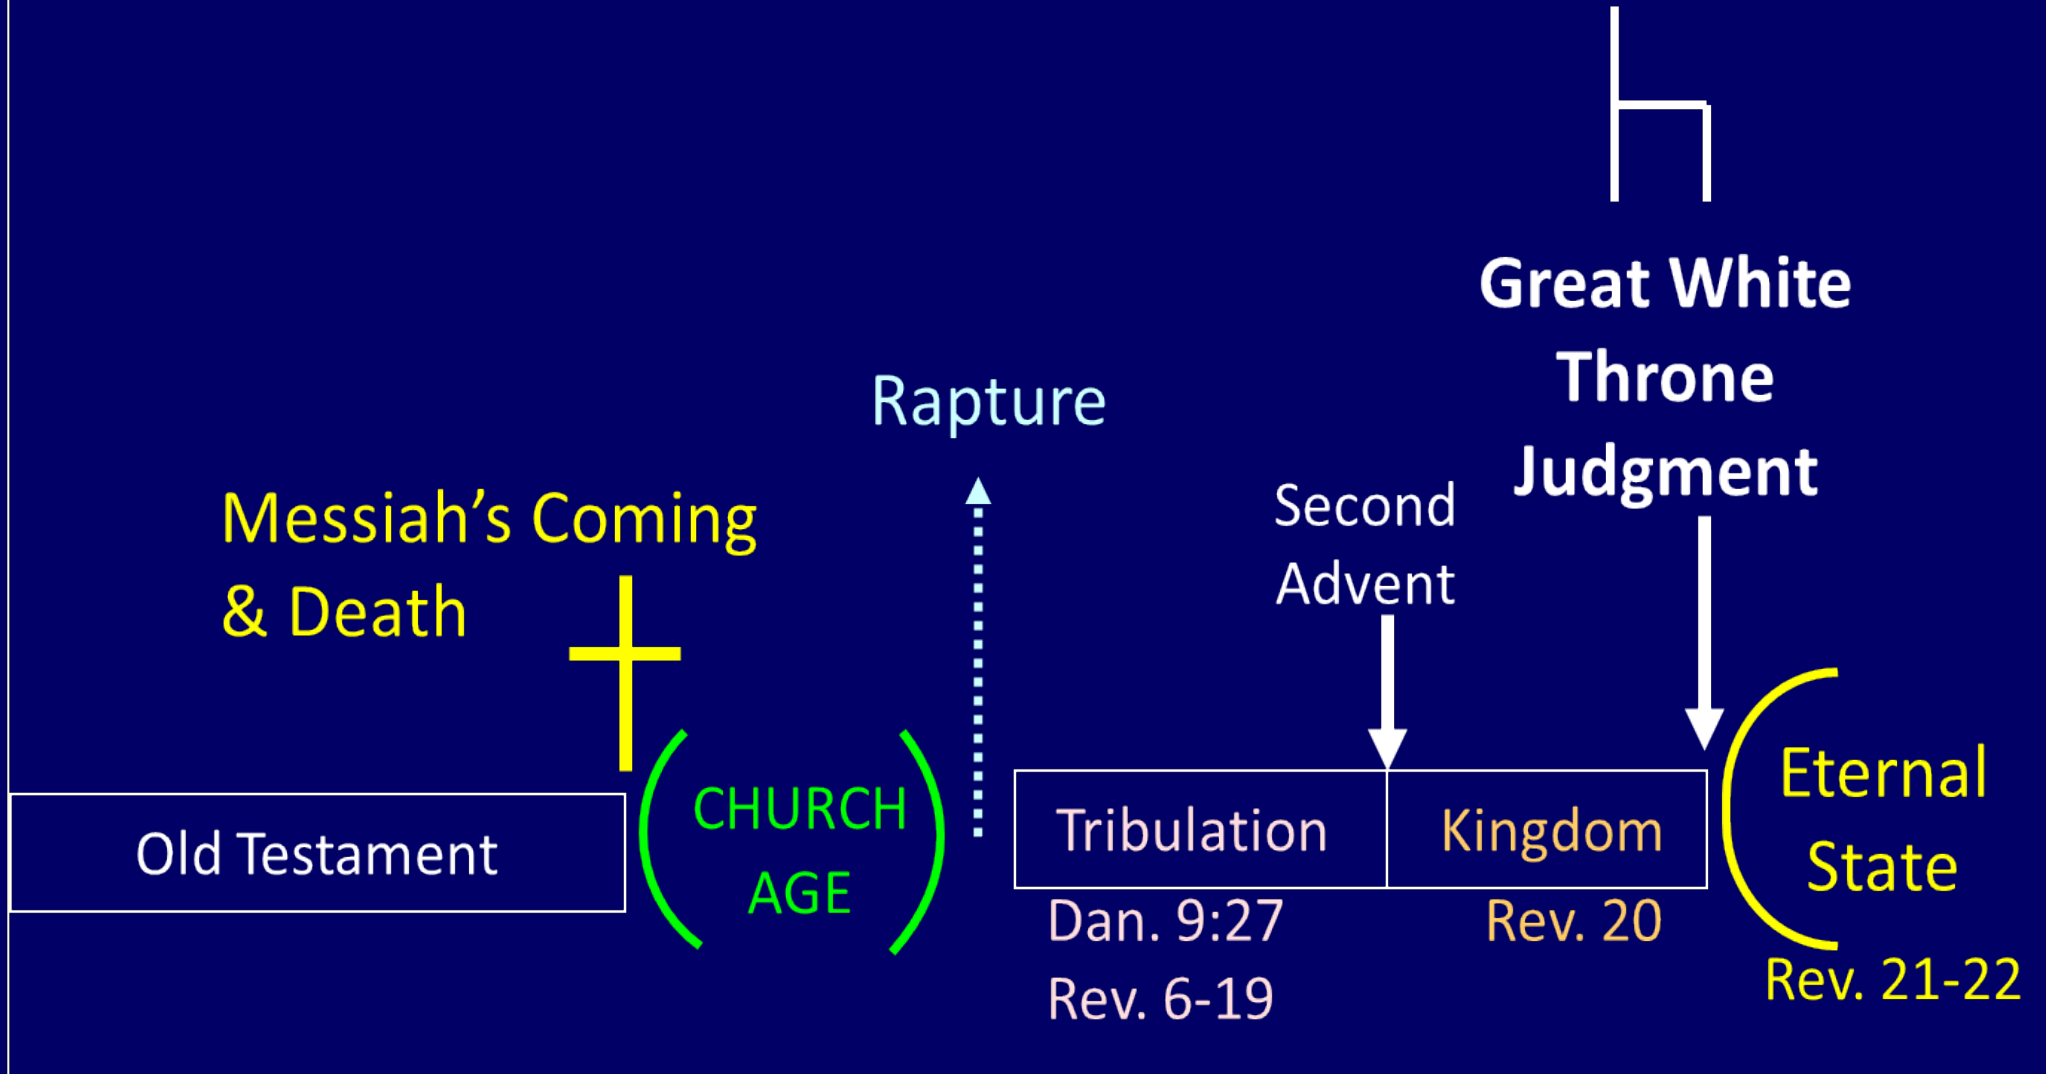 Great White
Throne
Judgment
Rapture
Second
Advent
Messiah’s Coming
& Death
Old Testament
CHURCH
AGE
Tribulation
Kingdom
Eternal
State
Dan. 9:27
Rev. 6-19
Rev. 20
Rev. 21-22